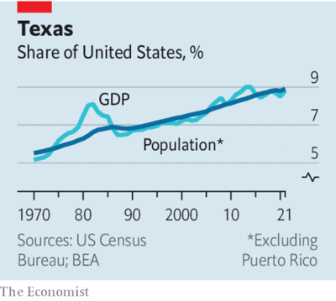 Texas
Share of United States, %
9
GDP
7
Population*
5
1970 80 90 2000 10 21
Sources: US Census *Excluding
Bureau; BEA Puerto Rico
The Economist